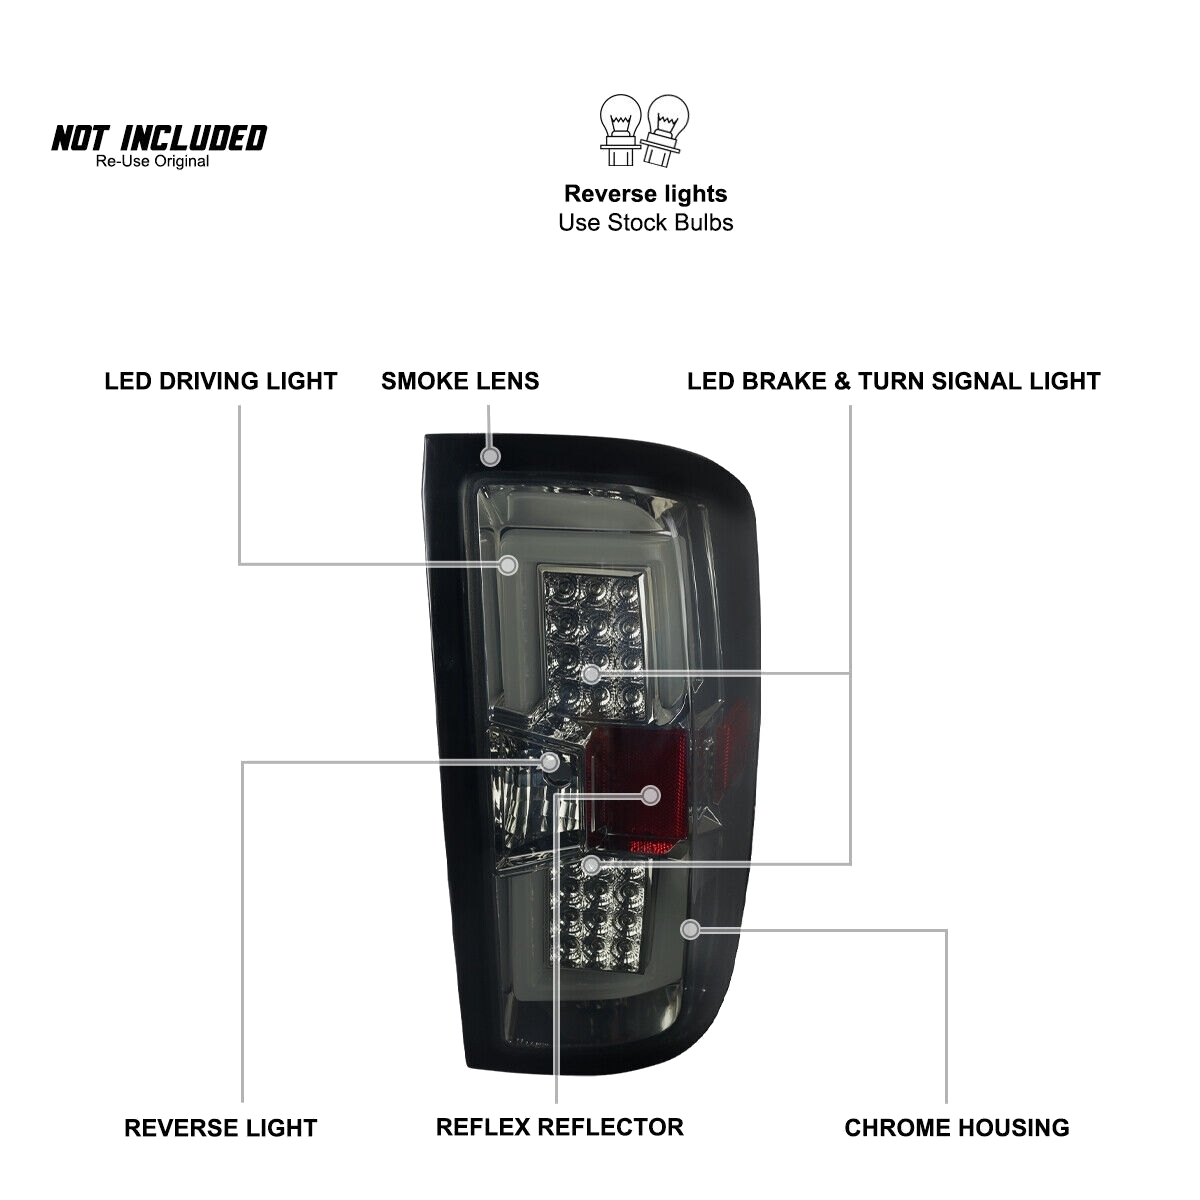 NOT INCLUDED
Re-Use Original
Reverse lights
Use Stock Bulbs
LED DRIVING LIGHT
SMOKE LENS
LED BRAKE & TURN SIGNAL LIGHT
REVERSE LIGHT
REFLEX REFLECTOR
CHROME HOUSING